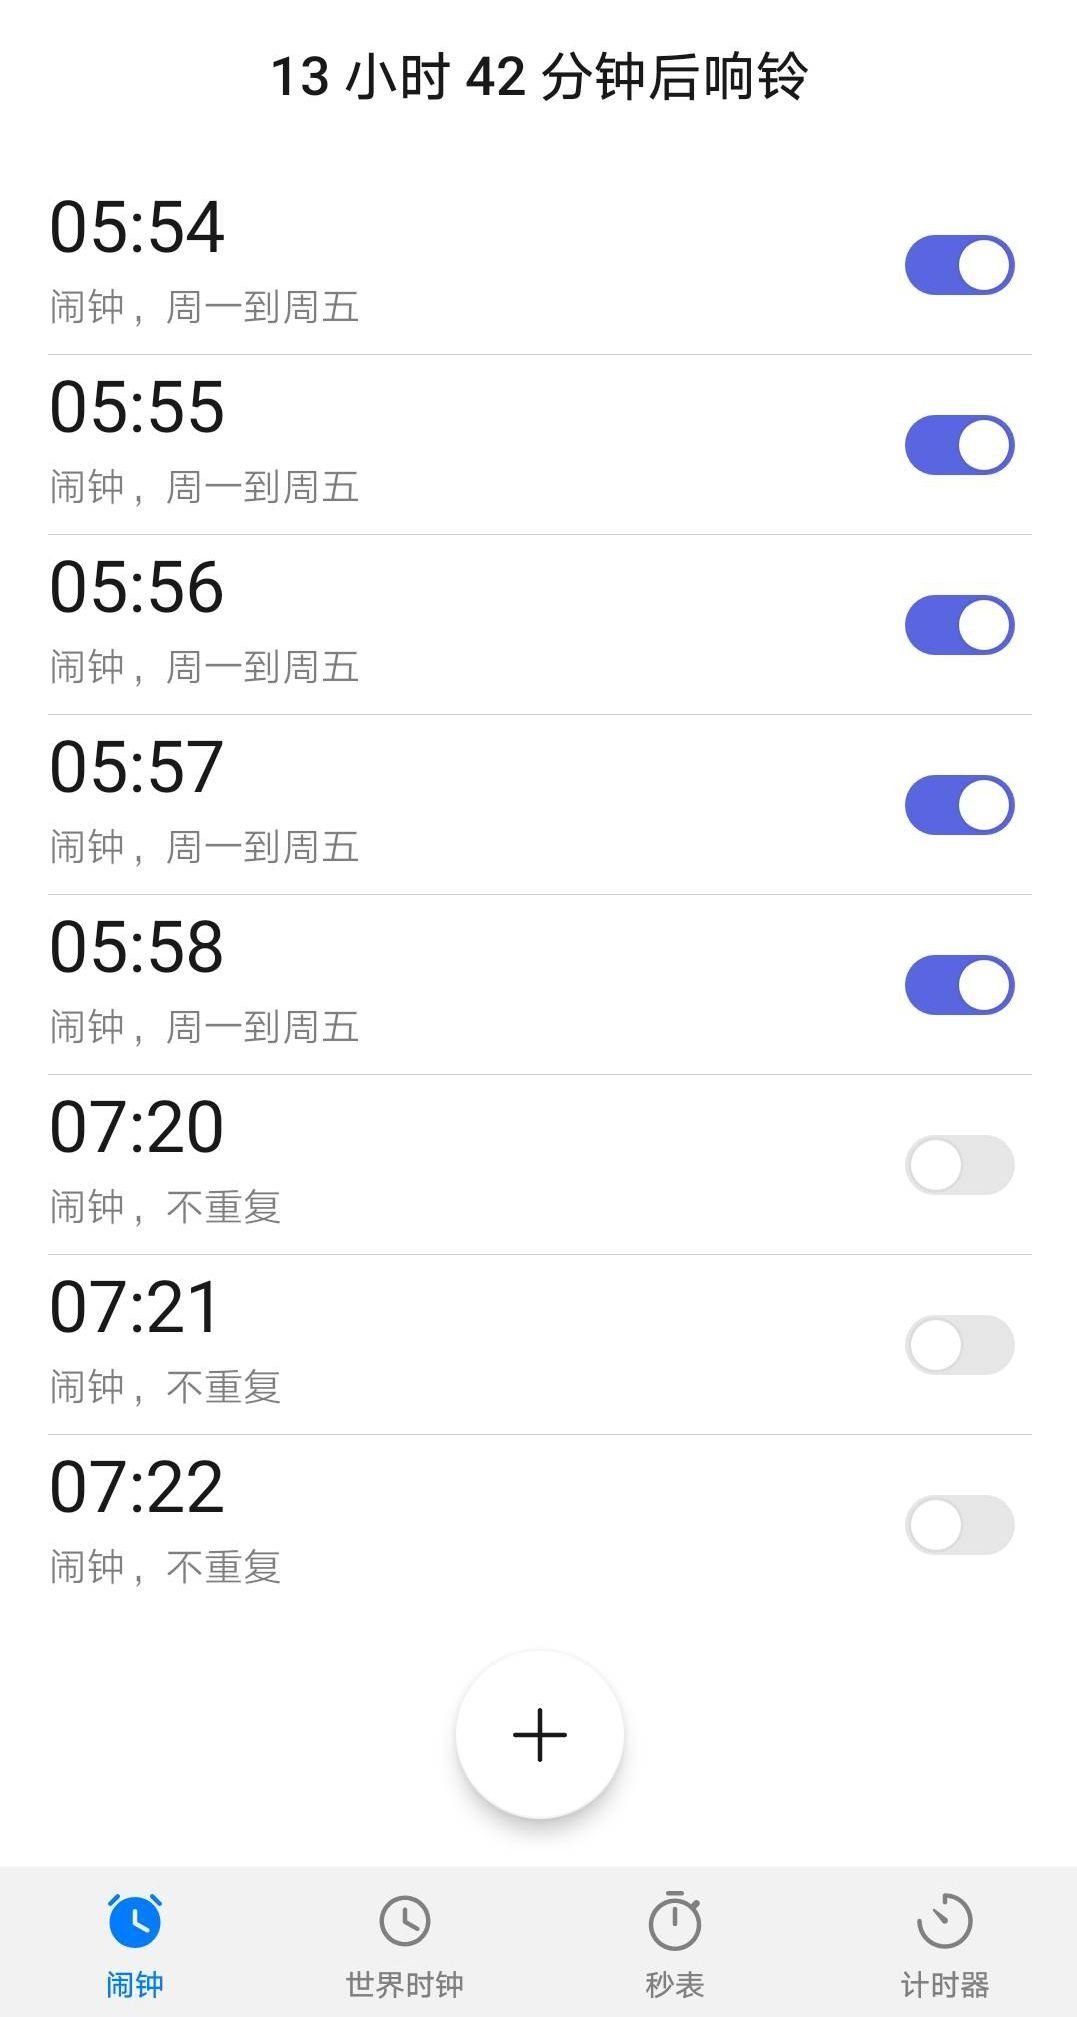 13 小时 42 分钟后响铃
05:54
闹钟，周一到周五
05:55
闹钟，周一到周五
05:56
闹钟，周一到周五
05:57
闹钟，周一到周五
05:58
闹钟，周一到周五
07:20
闹钟，不重复
07:21
闹钟，不重复
07:22
闹钟，不重复
闹钟
世界时钟
秒表
计时器